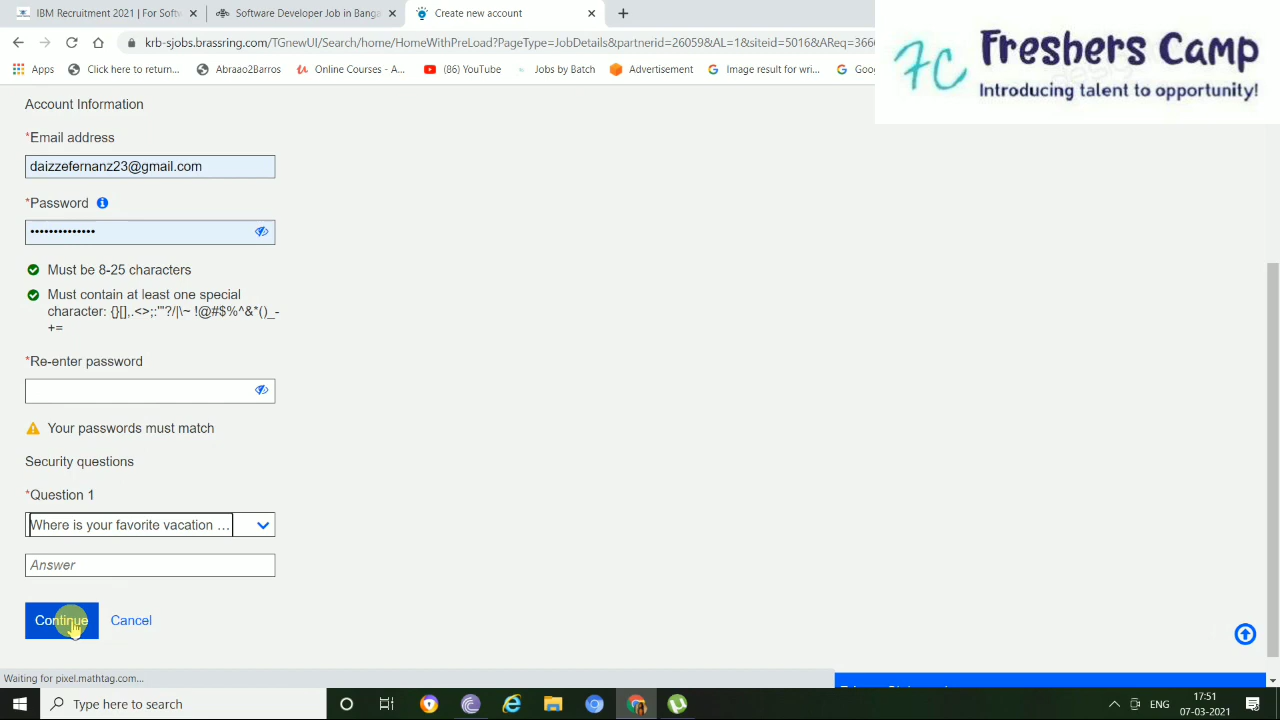 IBM Recruitment 2021 | For Softw
Software Developer Job in Banga
Create new account
krb-sjobs.brassring.com/TGnewUI/Search/home/HomeWithPreLoad?PageType=JobDetails&partnerid=26059&AL=1&siteid=5016&AReq=366
Apps
Click here to return...
Abralio2Barros
Online Courses - A...
(86) YouTube
Jobs by Batch
Advertisement
Image result for wri...
Goo
FC
Freshers Camp
Introducing talent to opportunity!
Account Information
*Email address
daizzefernanz23@gmail.com
*Password
••••••••••••••
Must be 8-25 characters
Must contain at least one special
character: {}[],.<>;:'"?/|\~ !@#$%^&*()_-
+=
*Re-enter password
Your passwords must match
Security questions
*Question 1
Where is your favorite vacation ...
Answer
Continue
Cancel
Waiting for pixel.mathtag.com...
Type here to search
ENG
17:51
07-03-2021